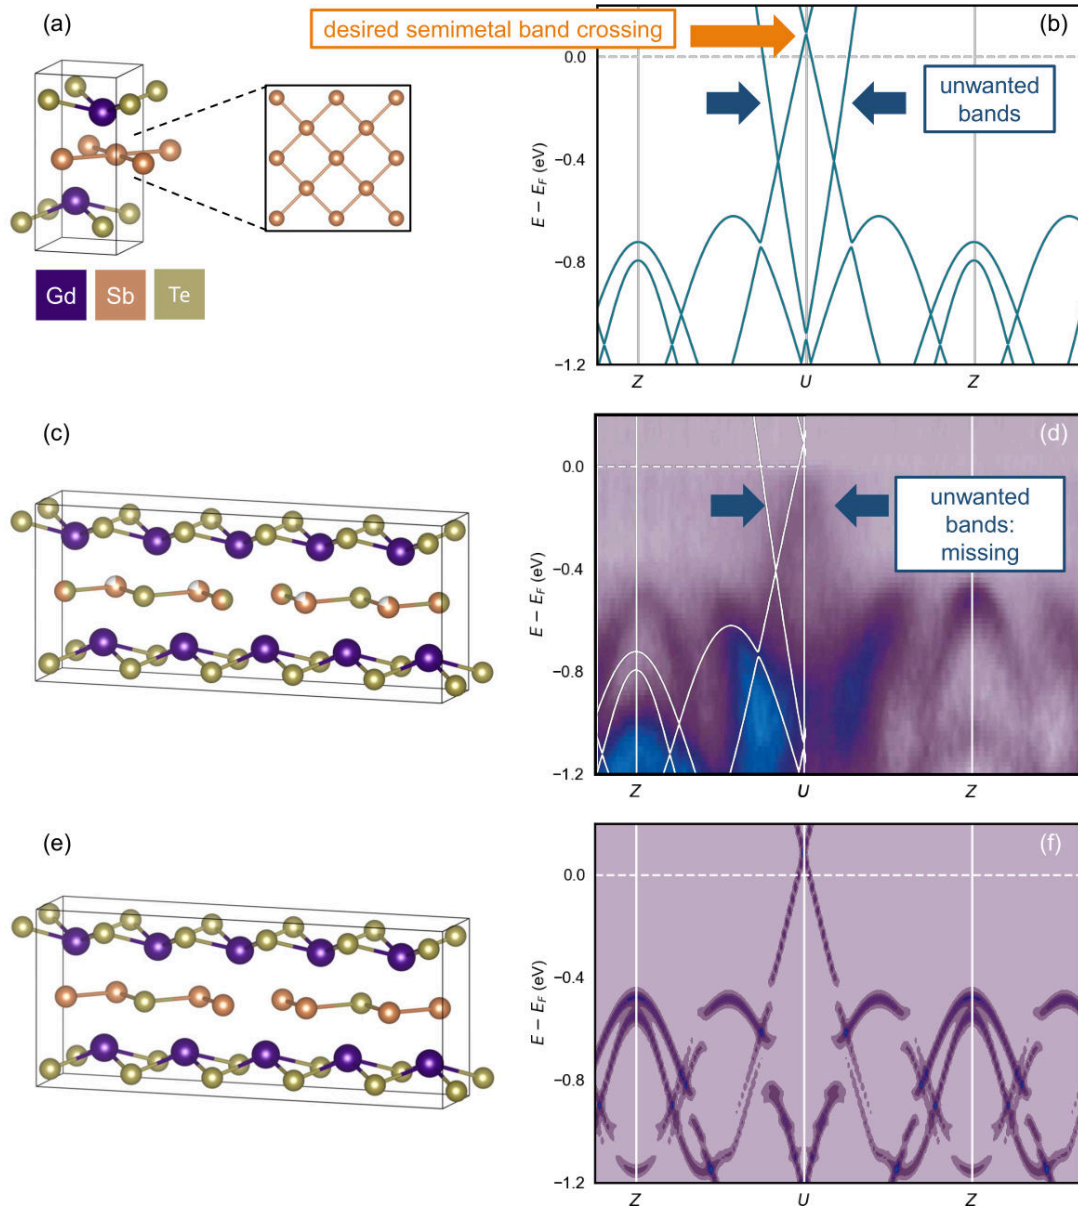 (a)
desired semimetal band crossing
(b)
unwanted
bands
Gd
Sb
Te
E − E_F (eV)
0.0
−0.4
−0.8
−1.2
Z
U
Z
(c)
(d)
unwanted
bands:
missing
E − E_F (eV)
0.0
−0.4
−0.8
−1.2
Z
U
Z
(e)
(f)
E − E_F (eV)
0.0
−0.4
−0.8
−1.2
Z
U
Z